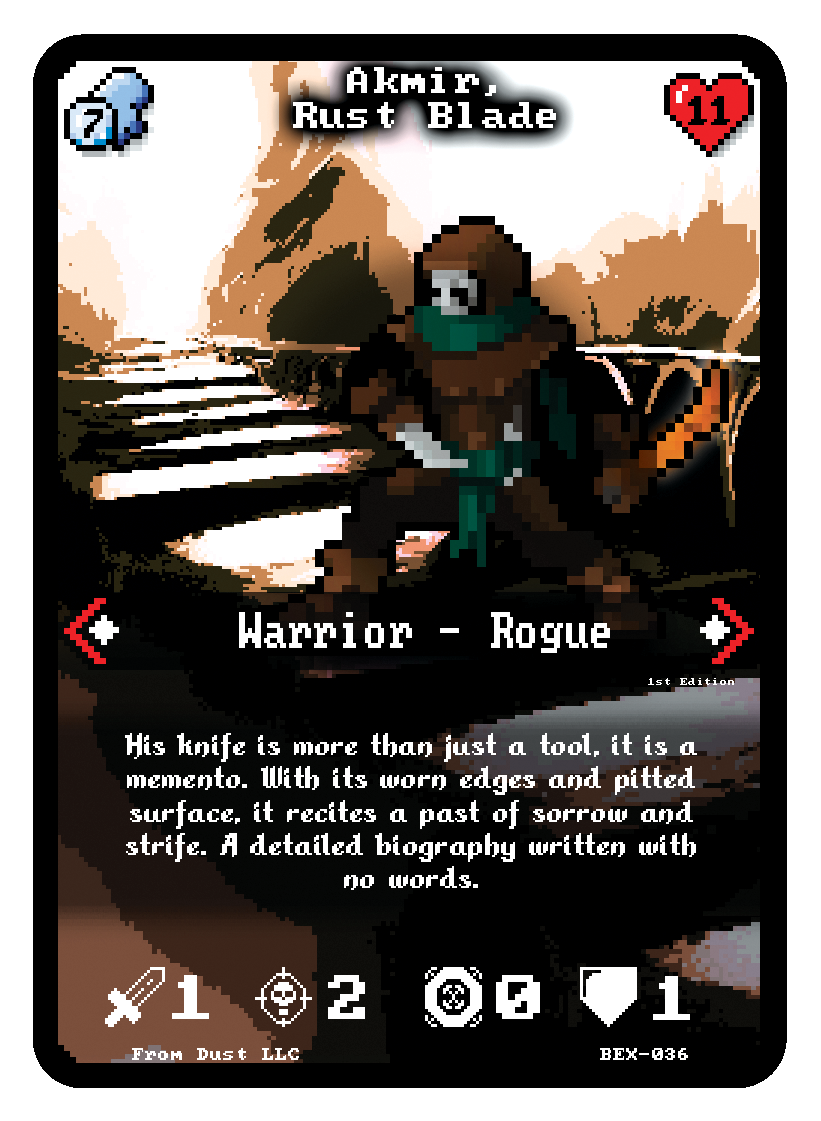 Akmir,
Rust Blade
7
11
Warrior - Rogue
1st Edition
His knife is more than just a tool, it is a
memento. With its worn edges and pitted
surface, it recites a past of sorrow and
strife. A detailed biography written with
no words.
1 2 0 1
From Dust LLC BEX-036